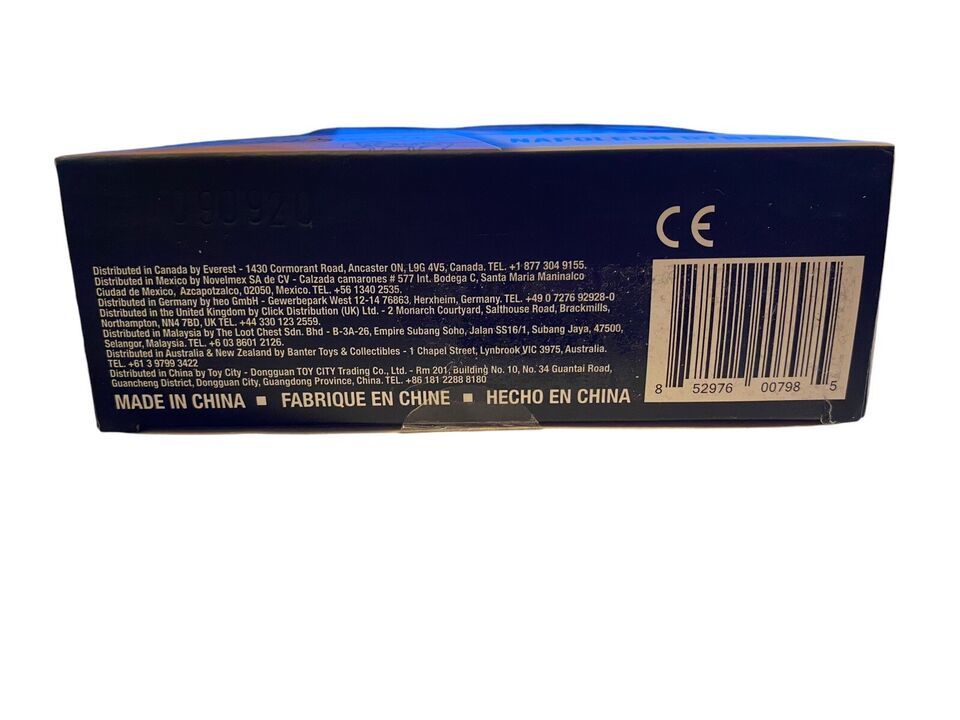 NAPOLEON
09092Q
CE
Distributed in Canada by Everest - 1430 Cormorant Road, Ancaster ON, L9G 4V5, Canada. TEL. +1 877 304 9155.
Distributed in Mexico by Novelmex SA de CV - Calzada camarones # 577 Int. Bodega C, Santa Maria Maninalco
Ciudad de Mexico, Azcapotzalco, 02050, Mexico. TEL. +56 1340 2535.
Distributed in Germany by heo GmbH - Gewerbepark West 12-14 76863, Herxheim, Germany. TEL. +49 0 7276 92928-0
Distributed in the United Kingdom by Click Distribution (UK) Ltd. - 2 Monarch Courtyard, Salthouse Road, Brackmills,
Northampton, NN4 7BD, UK TEL. +44 330 123 2559.
Distributed in Malaysia by The Loot Chest Sdn. Bhd - B-3A-26, Empire Subang Soho, Jalan SS16/1, Subang Jaya, 47500,
Selangor, Malaysia. TEL. +6 03 8601 2126.
Distributed in Australia & New Zealand by Banter Toys & Collectibles - 1 Chapel Street, Lynbrook VIC 3975, Australia.
TEL. +61 3 9799 3422
Distributed in China by Toy City - Dongguan TOY CITY Trading Co., Ltd. - Rm 201, Building No. 10, No. 34 Guantai Road,
Guancheng District, Dongguan City, Guangdong Province, China. TEL. +86 181 2288 8180
MADE IN CHINA ■ FABRIQUE EN CHINE ■ HECHO EN CHINA
8 52976 00798 5